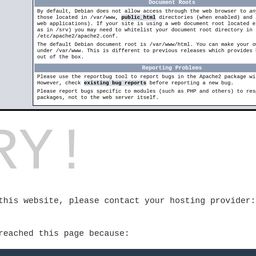 Document Roots
By default, Debian does not allow access through the web browser to
those located in /var/www, public_html directories (when enabled) and
web applications). If your site is using a web document root located
as in /srv) you may need to whitelist your document root directory in
/etc/apache2/apache2.conf.
The default Debian document root is /var/www/html. You can make your
under /var/www. This is different to previous releases which provides
out of the box.
Reporting Problems
Please use the reportbug tool to report bugs in the Apache2 package
However, check existing bug reports before reporting a new bug.
Please report bugs specific to modules (such as PHP and others) to
packages, not to the web server itself.
RY!
this website, please contact your hosting provider:
reached this page because: